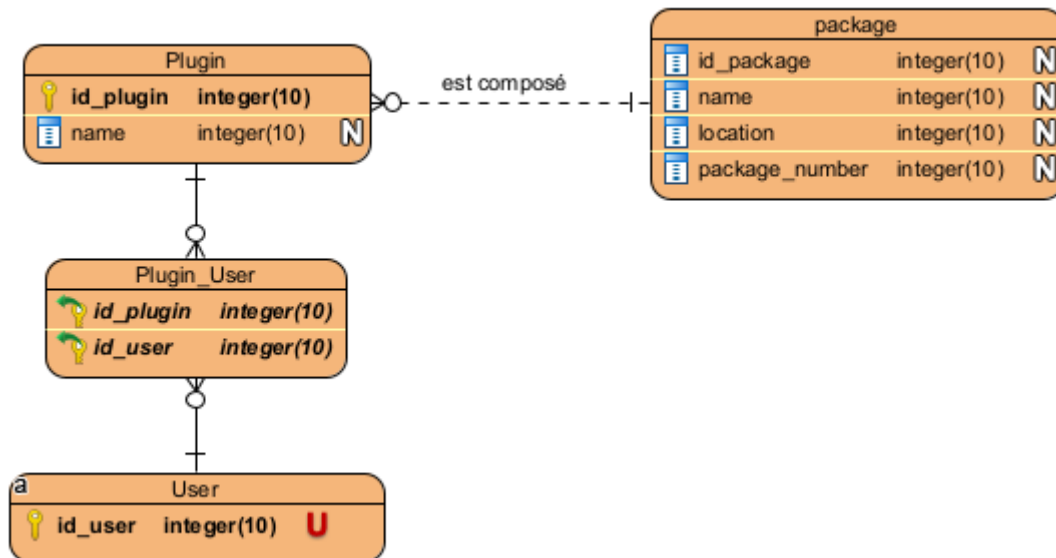 Plugin
id_plugin integer(10)
name integer(10) N
est composé
package
id_package integer(10) N
name integer(10) N
location integer(10) N
package_number integer(10) N
Plugin_User
id_plugin integer(10)
id_user integer(10)
a
User
id_user integer(10) U